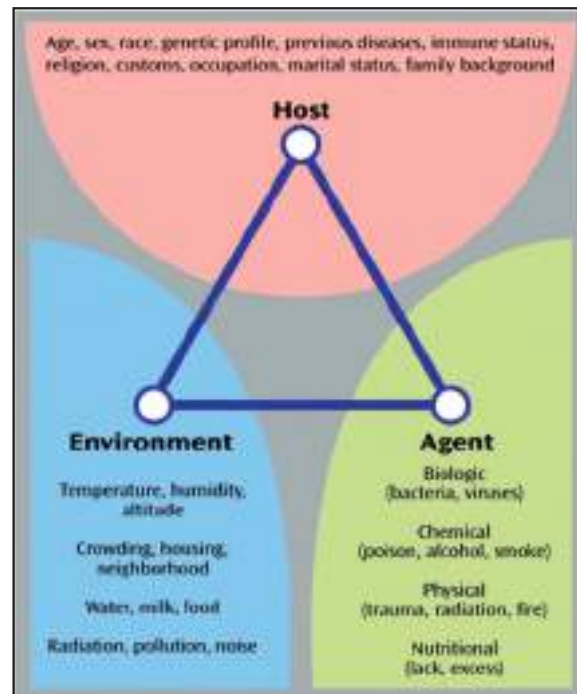 Age, sex, race, genetic profile, previous diseases, immune status,
religion, customs, occupation, marital status, family background
Host
Environment
Temperature, humidity,
altitude
Crowding, housing,
neighborhood
Water, milk, food
Radiation, pollution, noise
Agent
Biologic
(bacteria, viruses)
Chemical
(poison, alcohol, smoke)
Physical
(trauma, radiation, fire)
Nutritional
(lack, excess)